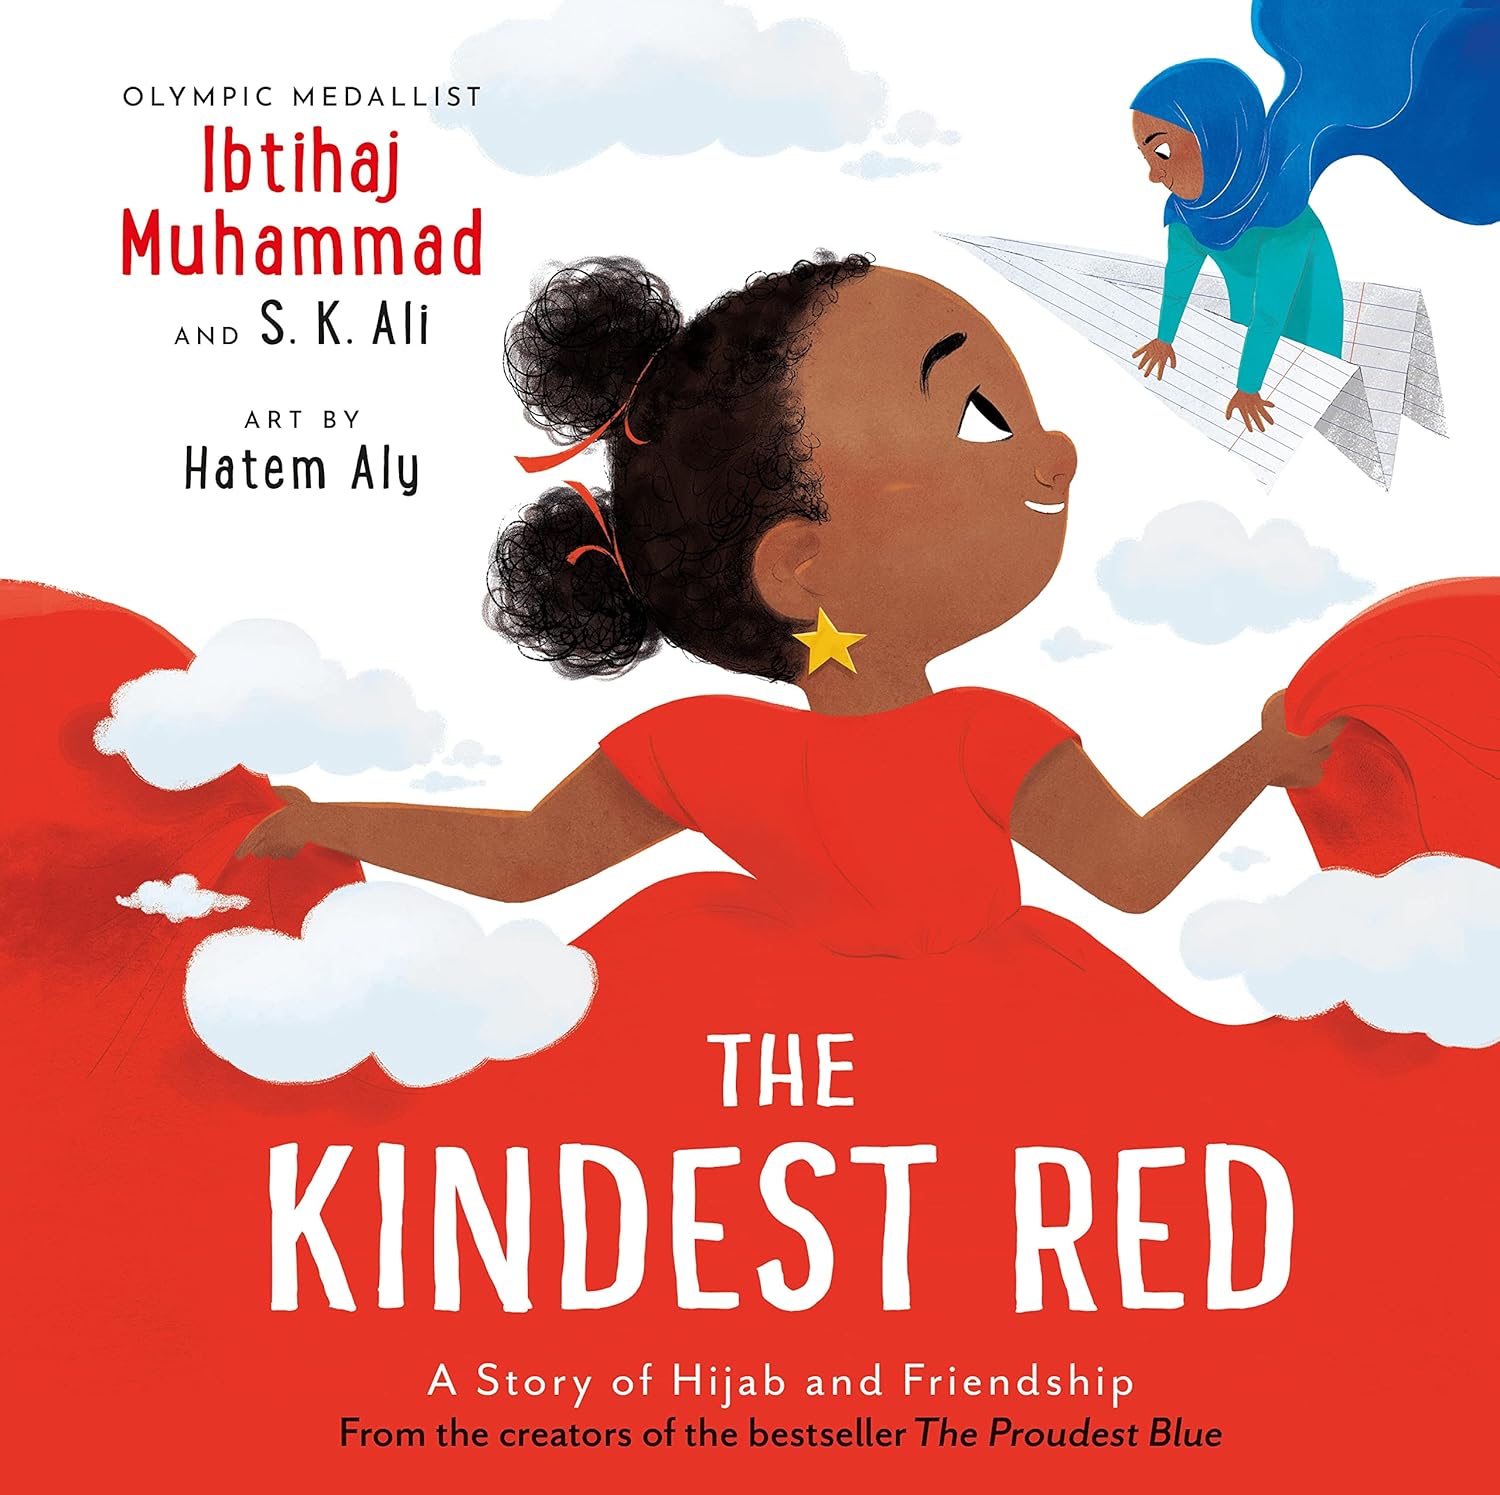 OLYMPIC MEDALLIST
Ibtihaj
Muhammad
AND S. K. Ali
ART BY
Hatem Aly
THE
KINDEST RED
A Story of Hijab and Friendship
From the creators of the bestseller The Proudest Blue